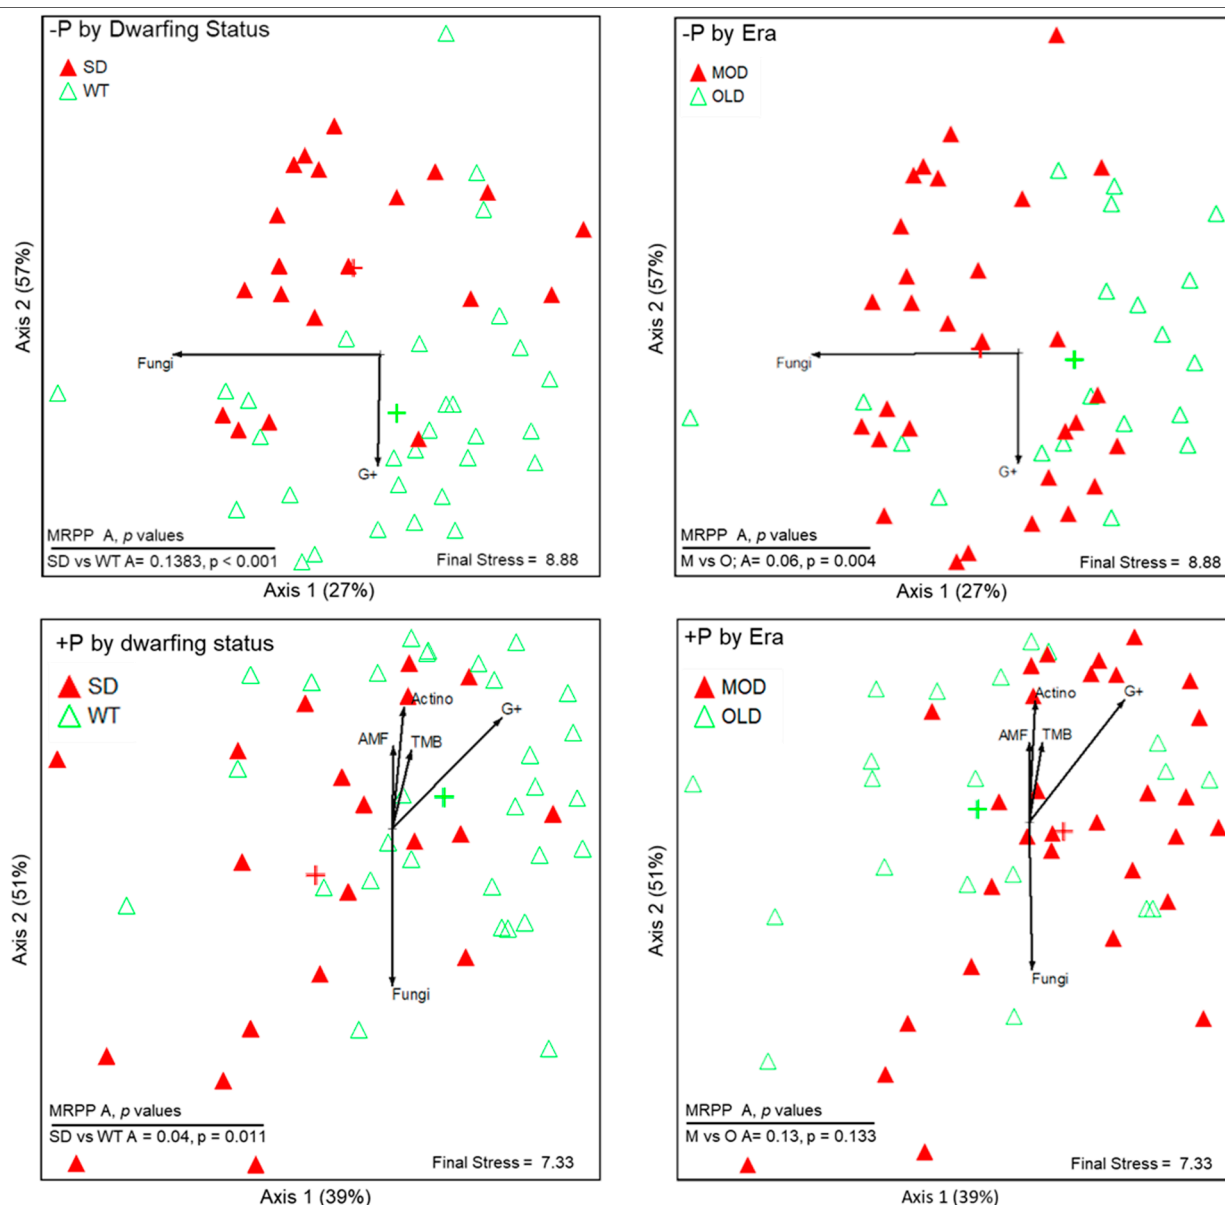 -P by Dwarfing Status
SD
WT
Fungi
G+
MRPP A, p values
SD vs WT A= 0.1383, p < 0.001
Final Stress = 8.88
Axis 2 (57%)
Axis 1 (27%)
-P by Era
MOD
OLD
Fungi
G+
MRPP A, p values
M vs O; A= 0.06, p = 0.004
Final Stress = 8.88
Axis 2 (57%)
Axis 1 (27%)
+P by dwarfing status
SD
WT
Actino
G+
AMF
TMB
Fungi
MRPP A, p values
SD vs WT A = 0.04, p = 0.011
Final Stress = 7.33
Axis 2 (51%)
Axis 1 (39%)
+P by Era
MOD
OLD
Actino
G+
AMF
TMB
Fungi
MRPP A, p values
M vs O A= 0.13, p = 0.133
Final Stress = 7.33
Axis 2 (51%)
Axis 1 (39%)